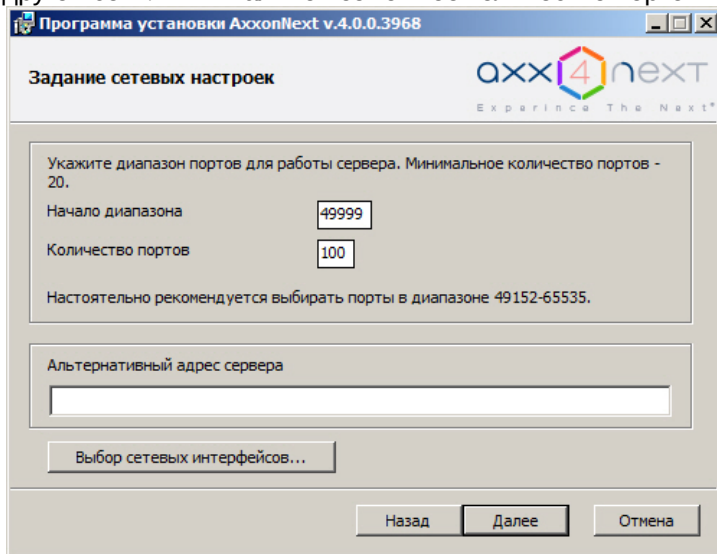 Программа установки AxxonNext v.4.0.0.3968
Задание сетевых настроек
axx4next
Experince The Next®
Укажите диапазон портов для работы сервера. Минимальное количество портов -
20.
Начало диапазона
49999
Количество портов
100
Настоятельно рекомендуется выбирать порты в диапазоне 49152-65535.
Альтернативный адрес сервера
Выбор сетевых интерфейсов...
Назад
Далее
Отмена